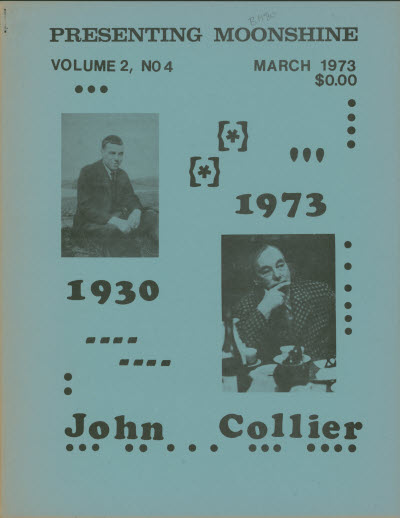 PRESENTING MOONSHINE
VOLUME 2, NO 4
MARCH 1973
$0.00
[*]
[*]
1973
1930
John Collier